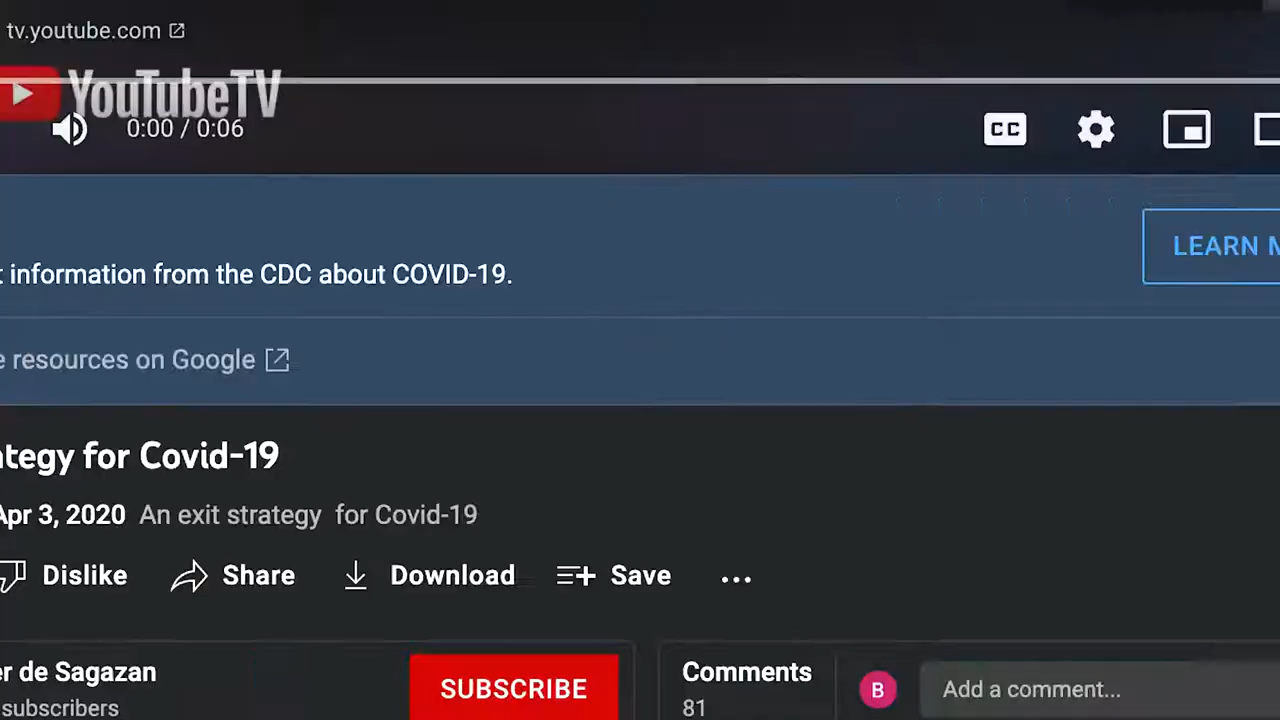 tv.youtube.com
YouTubeTV
0:00 / 0:06
CC
LEARN M
t information from the CDC about COVID-19.
e resources on Google
ategy for Covid-19
Apr 3, 2020 An exit strategy for Covid-19
Dislike Share Download Save ...
er de Sagazan
subscribers
SUBSCRIBE
Comments
81
B
Add a comment...